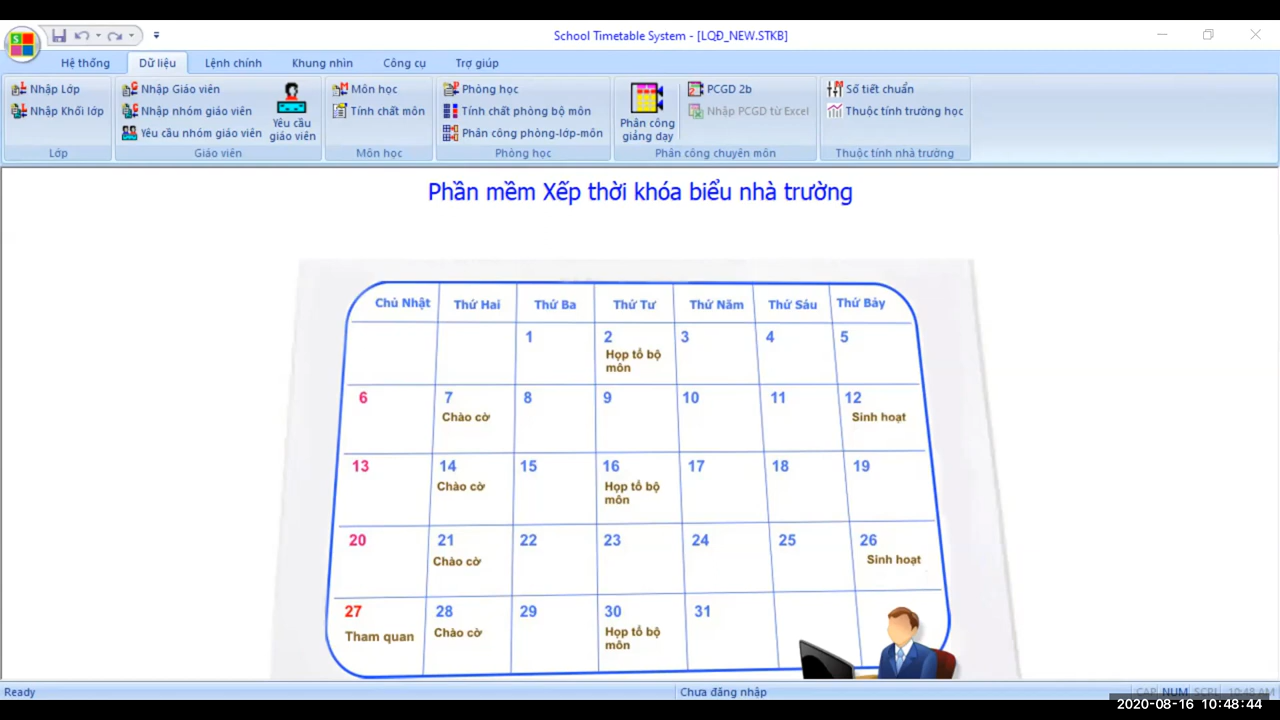 School Timetable System - [LQĐ_NEW.STKB]
Hệ thống Dữ liệu Lệnh chính Khung nhìn Công cụ Trợ giúp
Nhập Lớp
Nhập Khối lớp
Lớp
Nhập Giáo viên
Nhập nhóm giáo viên
Yêu cầu nhóm giáo viên
Yêu cầu
giáo viên
Giáo viên
Môn học
Tính chất môn
Môn học
Phòng học
Tính chất phòng bộ môn
Phân công phòng-lớp-môn
Phòng học
Phân công
giảng dạy
PCGD 2b
Nhập PCGD từ Excel
Phân công chuyên môn
Số tiết chuẩn
Thuộc tính trường học
Thuộc tính nhà trường
Phần mềm Xếp thời khóa biểu nhà trường
Chủ Nhật Thứ Hai Thứ Ba Thứ Tư Thứ Năm Thứ Sáu Thứ Bảy
1 2 3 4 5
Họp tổ bộ
môn
6 7 8 9 10 11 12
Chào cờ Sinh hoạt
13 14 15 16 17 18 19
Chào cờ Họp tổ bộ
môn
20 21 22 23 24 25 26
Chào cờ Sinh hoạt
27 28 29 30 31
Tham quan Chào cờ Họp tổ bộ
môn
Ready Chưa đăng nhập CAP NUM SCRL 10:48 AM
2020-08-16 10:48:44